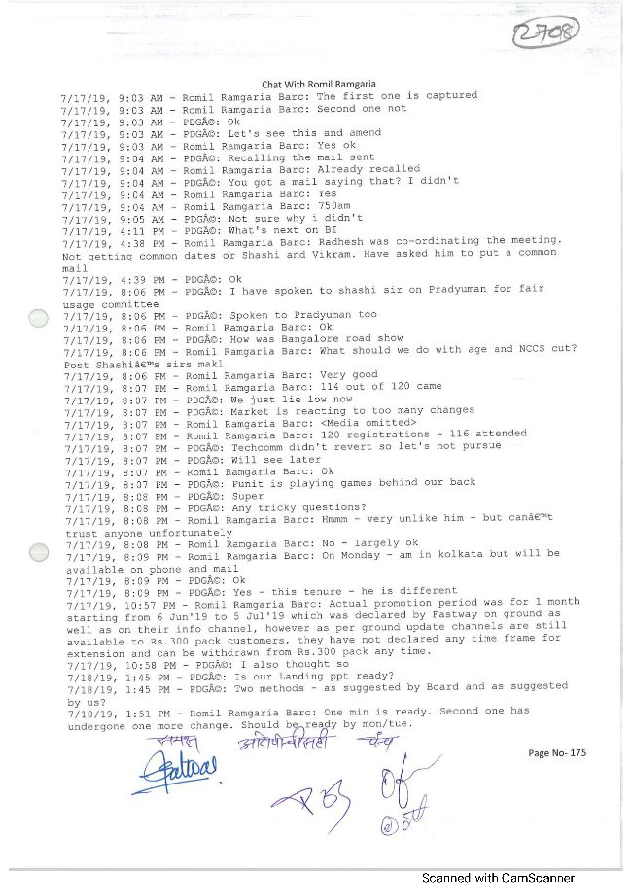 2708
Chat With Romil Ramgaria
7/17/19, 9:03 AM - Romil Ramgaria Barc: The first one is captured
7/17/19, 9:03 AM - Romil Ramgaria Barc: Second one not
7/17/19, 9:03 AM - PDGÂ©: Ok
7/17/19, 9:03 AM - PDGÂ©: Let's see this and amend
7/17/19, 9:03 AM - Romil Ramgaria Barc: Yes ok
7/17/19, 9:04 AM - PDGÂ©: Recalling the mail sent
7/17/19, 9:04 AM - Romil Ramgaria Barc: Already recalled
7/17/19, 9:04 AM - PDGÂ©: You got a mail saying that? I didn't
7/17/19, 9:04 AM - Romil Ramgaria Barc: Yes
7/17/19, 9:04 AM - Romil Ramgaria Barc: 750am
7/17/19, 9:05 AM - PDGÂ©: Not sure why i didn't
7/17/19, 4:11 PM - PDGÂ©: What's next on BI
7/17/19, 4:38 PM - Romil Ramgaria Barc: Radhesh was co-ordinating the meeting.
Not getting common dates or Shashi and Vikram. Have asked him to put a common
mail
7/17/19, 4:39 PM - PDGÂ©: Ok
7/17/19, 8:06 PM - PDGÂ©: I have spoken to shashi sir on Pradyuman for fair
usage committee
7/17/19, 8:06 PM - PDGÂ©: Spoken to Pradyuman too
7/17/19, 8:06 PM - Romil Ramgaria Barc: Ok
7/17/19, 8:06 PM - PDGÂ©: How was Bangalore road show
7/17/19, 8:06 PM - Romil Ramgaria Barc: What should we do with age and NCCS cut?
Post Shashiâ€™s sirs makl
7/17/19, 8:06 PM - Romil Ramgaria Barc: Very good
7/17/19, 8:07 PM - Romil Ramgaria Barc: 114 out of 120 came
7/17/19, 8:07 PM - PDGÂ©: We just lie low now
7/17/19, 8:07 PM - PDGÂ©: Market is reacting to too many changes
7/17/19, 8:07 PM - Romil Ramgaria Barc: <Media omitted>
7/17/19, 8:07 PM - Romil Ramgaria Barc: 120 registrations - 116 attended
7/17/19, 8:07 PM - PDGÂ©: Techcomm didn't revert so let's not pursue
7/17/19, 8:07 PM - PDGÂ©: Will see later
7/17/19, 8:07 PM - Romil Ramgaria Barc: Ok
7/17/19, 8:07 PM - PDGÂ©: Punit is playing games behind our back
7/17/19, 8:08 PM - PDGÂ©: Super
7/17/19, 8:08 PM - PDGÂ©: Any tricky questions?
7/17/19, 8:08 PM - Romil Ramgaria Barc: Hmmm - very unlike him - but canâ€™t
trust anyone unfortunately
7/17/19, 8:08 PM - Romil Ramgaria Barc: No - largely ok
7/17/19, 8:09 PM - Romil Ramgaria Barc: On Monday - am in kolkata but will be
available on phone and mail
7/17/19, 8:09 PM - PDGÂ©: Ok
7/17/19, 8:09 PM - PDGÂ©: Yes - this tenure - he is different
7/17/19, 10:57 PM - Romil Ramgaria Barc: Actual promotion period was for 1 month
starting from 6 Jun'19 to 5 Jul'19 which was declared by Fastway on ground as
well as on their info channel, however as per ground update channels are still
available to Rs.300 pack customers, they have not declared any time frame for
extension and can be withdrawn from Rs.300 pack any time.
7/17/19, 10:58 PM - PDGÂ©: I also thought so
7/18/19, 1:45 PM - PDGÂ©: Is our Landing ppt ready?
7/18/19, 1:45 PM - PDGÂ©: Two methods - as suggested by Board and as suggested
by us?
7/18/19, 1:51 PM - Romil Ramgaria Barc: One min is ready. Second one has
undergone one more change. Should be ready by mon/tue.
समक्ष आरोपीची सही पंच
Page No- 175
Scanned with CamScanner